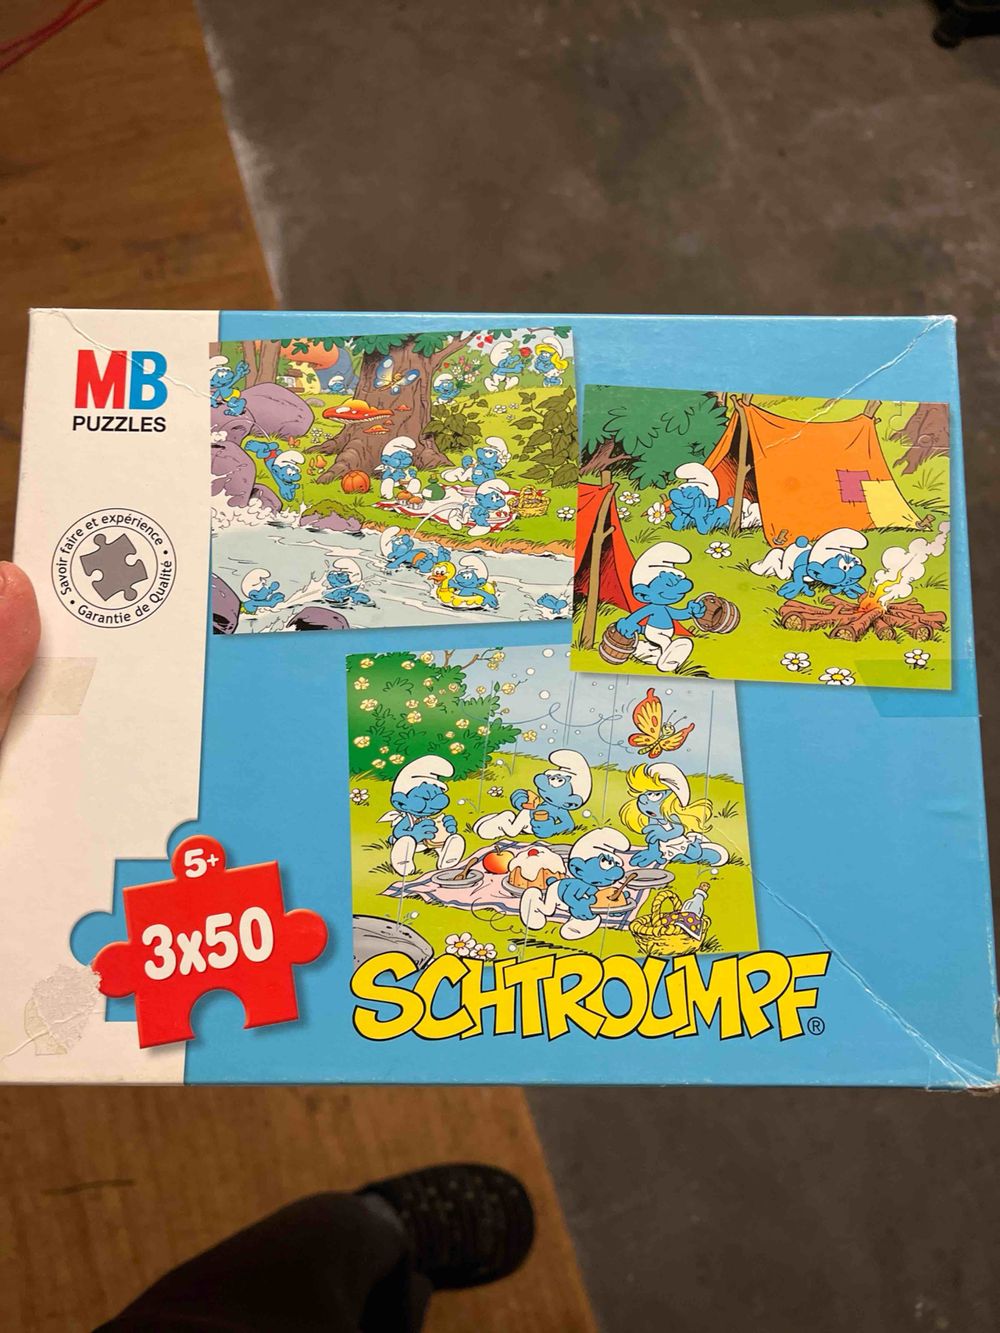 MB
PUZZLES
Savoir faire et expérience
• Garantie de Qualité •
5+
3x50
SCHTROUMPF®